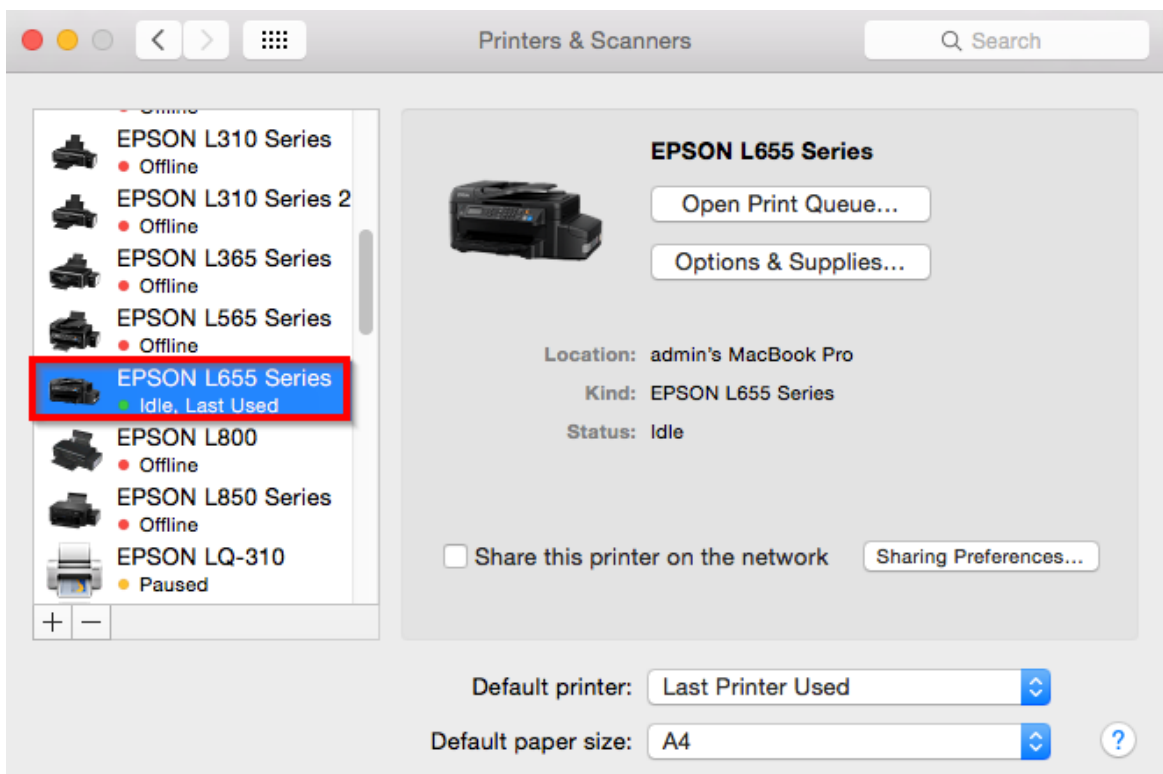 Printers & Scanners
Search
EPSON L310 Series
Offline
EPSON L310 Series 2
Offline
EPSON L365 Series
Offline
EPSON L565 Series
Offline
EPSON L655 Series
Idle, Last Used
EPSON L800
Offline
EPSON L850 Series
Offline
EPSON LQ-310
Paused
+ −
EPSON L655 Series
Open Print Queue...
Options & Supplies...
Location: admin's MacBook Pro
Kind: EPSON L655 Series
Status: Idle
Share this printer on the network
Sharing Preferences...
Default printer: Last Printer Used
Default paper size: A4
?